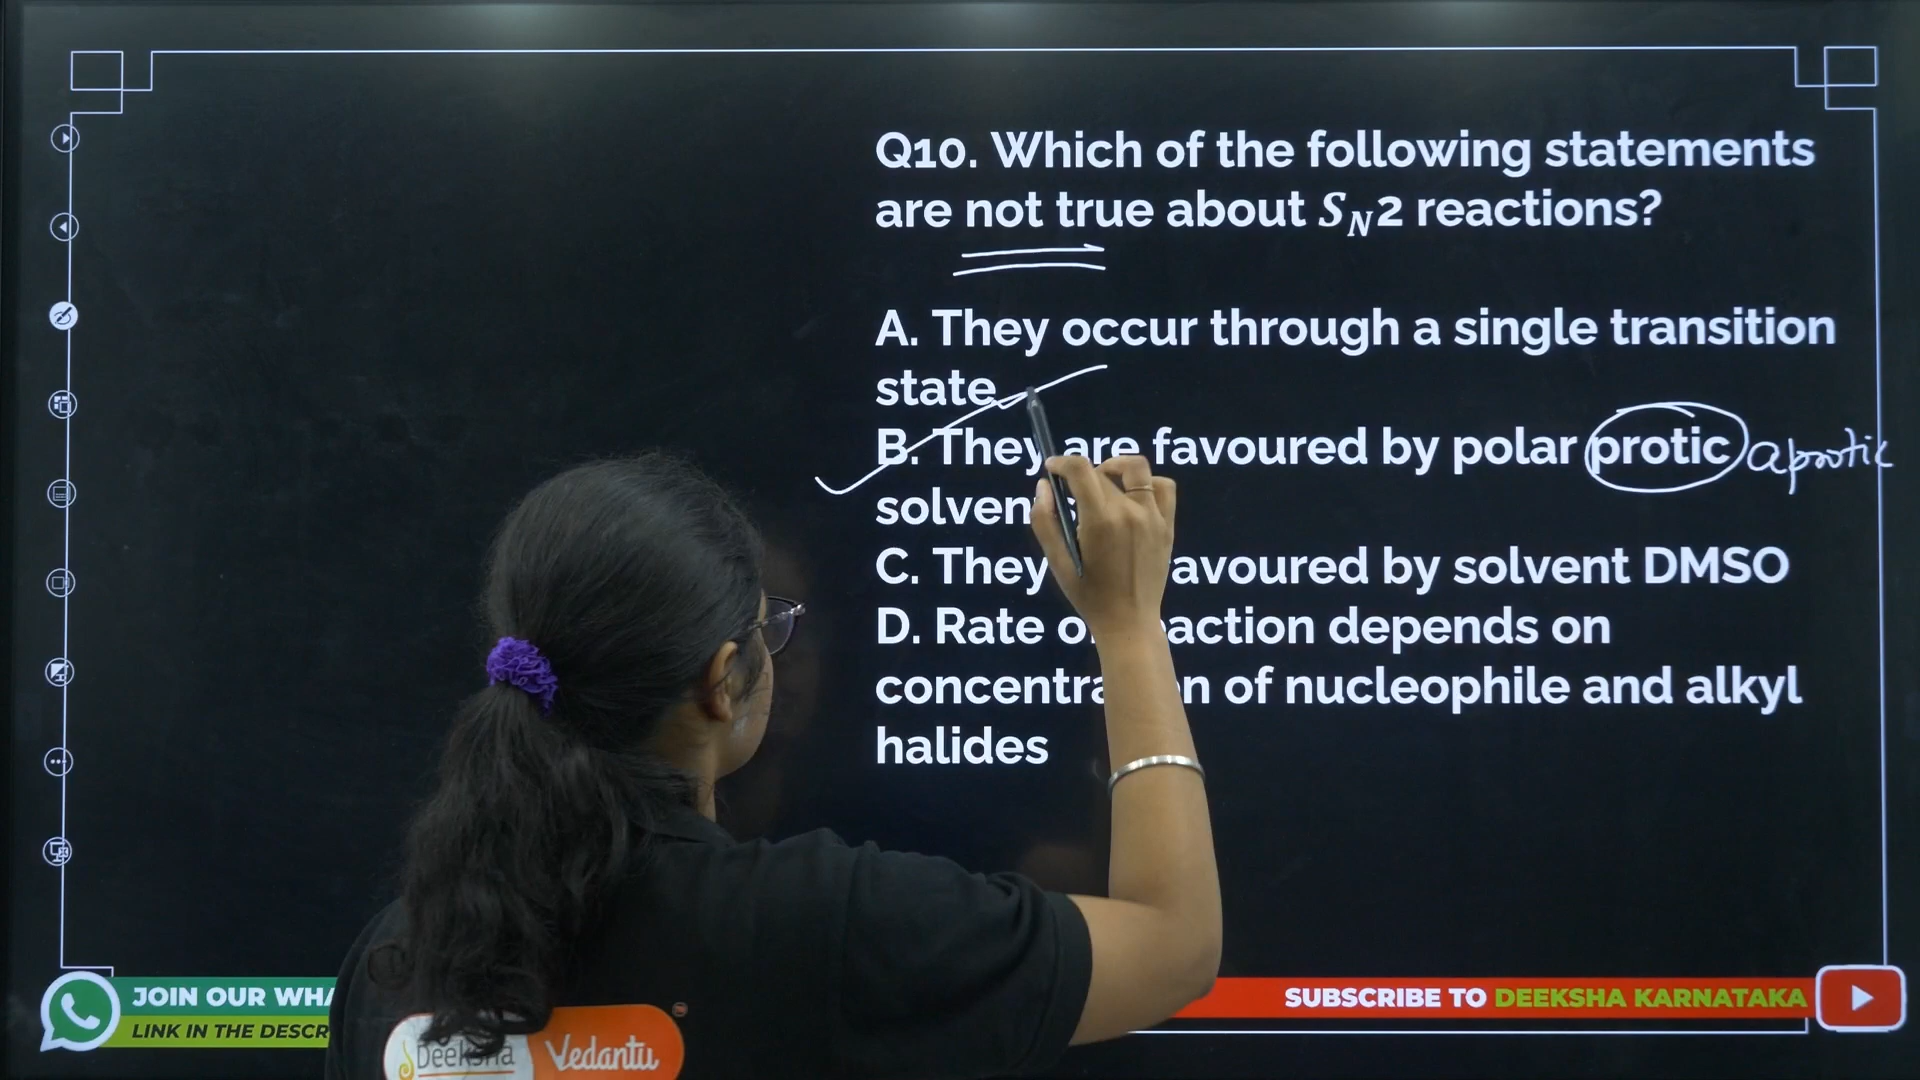 Q10. Which of the following statements
are not true about S_N2 reactions?
A. They occur through a single transition
state
B. They are favoured by polar protic aprotic
solvents
C. They avoured by solvent DMSO
D. Rate o action depends on
concentra n of nucleophile and alkyl
halides
JOIN OUR WHA
LINK IN THE DESCR
SUBSCRIBE TO DEEKSHA KARNATAKA
Deeksha Vedantu